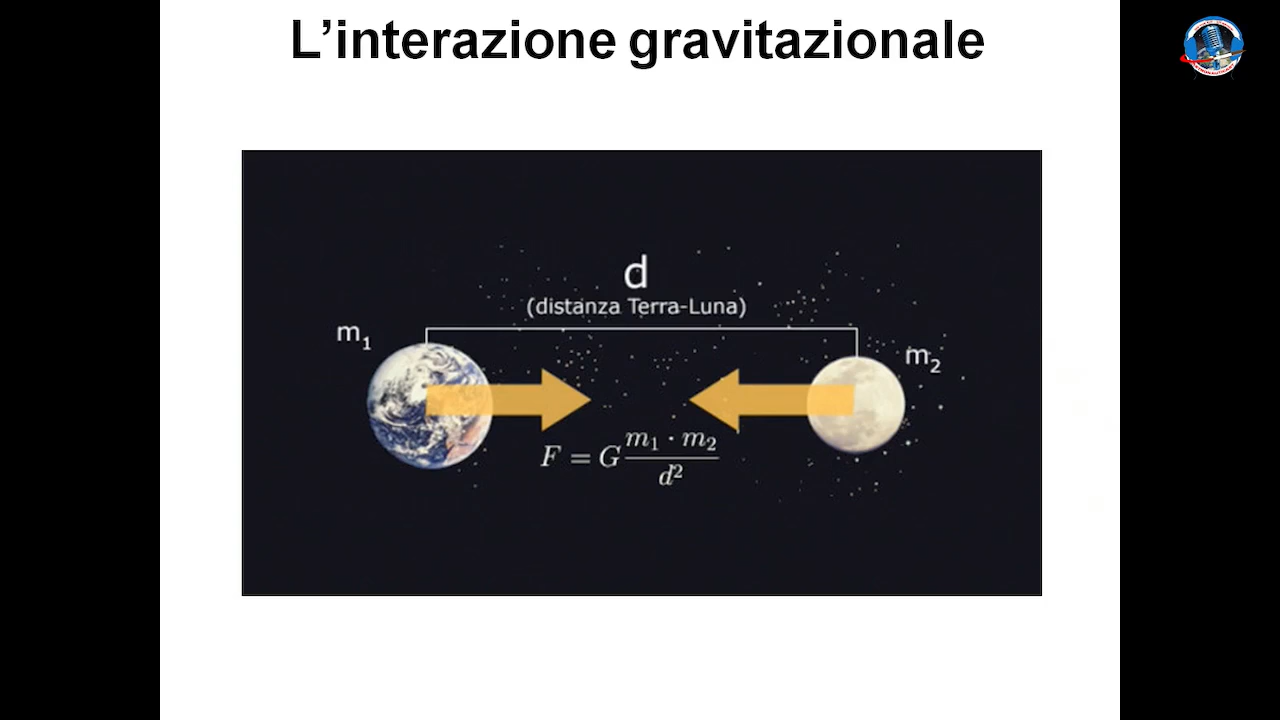 L’interazione gravitazionale
d
(distanza Terra-Luna)
m₁
m₂
F = G m₁ · m₂ / d²